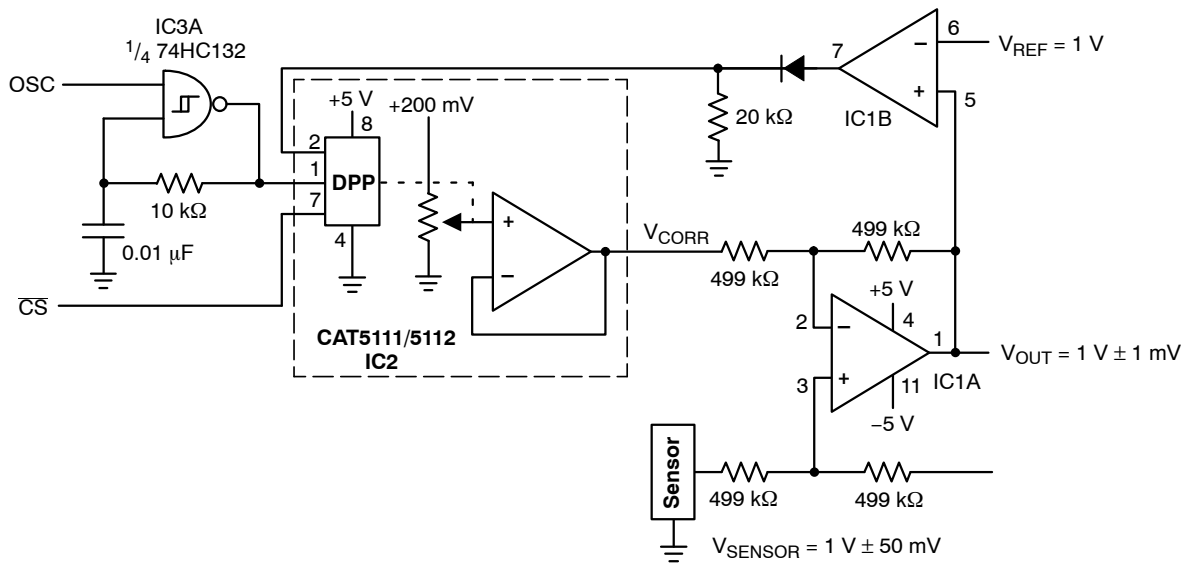 IC3A
1/4 74HC132
OSC
10 kΩ
0.01 μF
CS
+5 V
+200 mV
8
2
1
7
DPP
4
+
−
CAT5111/5112
IC2
VCORR
20 kΩ
7
−
6
+
5
IC1B
VREF = 1 V
499 kΩ
499 kΩ
+5 V
2
−
4
1
3
+
11
IC1A
−5 V
VOUT = 1 V ± 1 mV
Sensor
499 kΩ
499 kΩ
VSENSOR = 1 V ± 50 mV